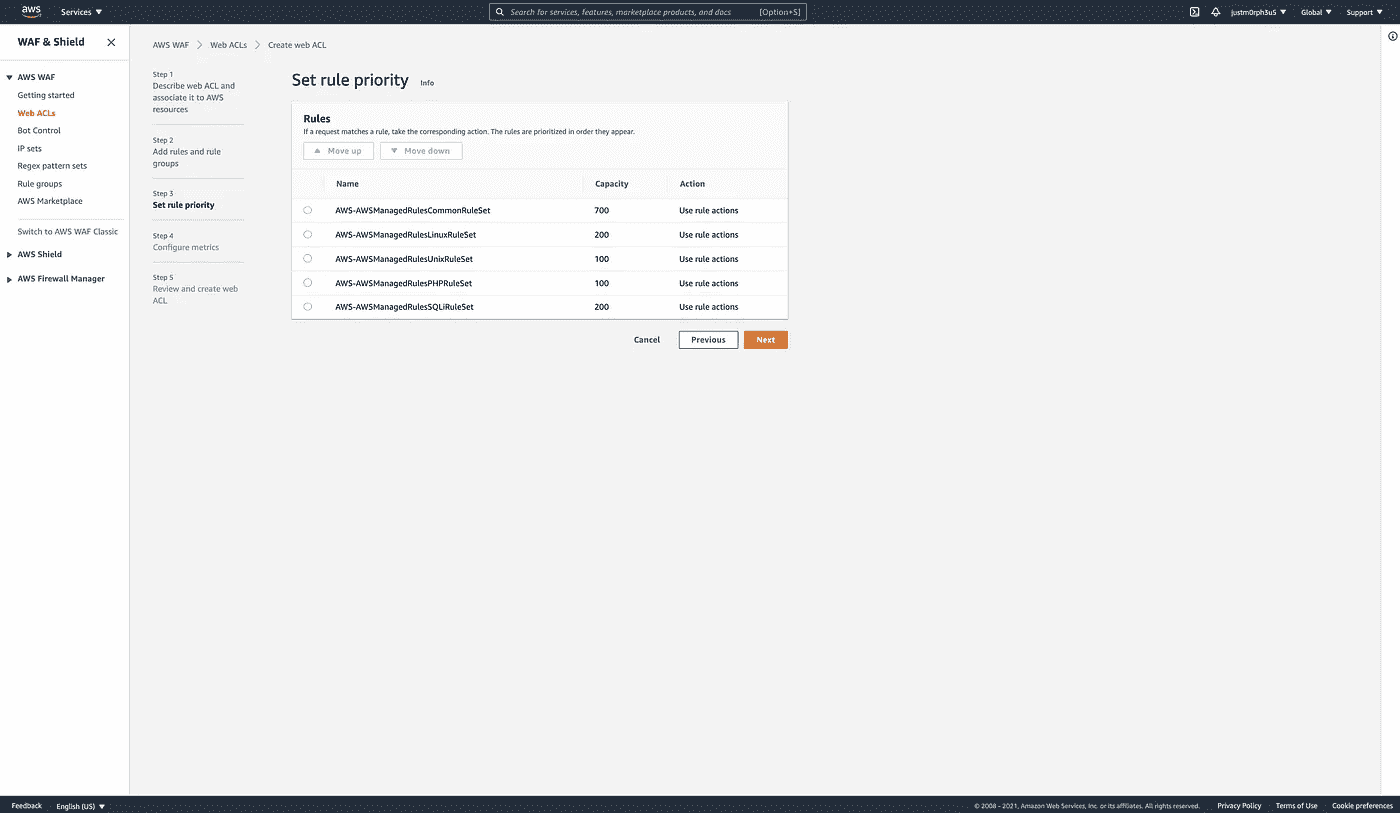 aws
Services
Search for services, features, marketplace products, and docs
[Option+S]
justm0rph3u5
Global
Support
WAF & Shield
AWS WAF
Getting started
Web ACLs
Bot Control
IP sets
Regex pattern sets
Rule groups
AWS Marketplace
Switch to AWS WAF Classic
AWS Shield
AWS Firewall Manager
AWS WAF
Web ACLs
Create web ACL
Step 1
Describe web ACL and
associate it to AWS
resources
Step 2
Add rules and rule
groups
Step 3
Set rule priority
Step 4
Configure metrics
Step 5
Review and create web
ACL
Set rule priority Info
Rules
If a request matches a rule, take the corresponding action. The rules are prioritized in order they appear.
Move up
Move down
Name Capacity Action
AWS-AWSManagedRulesCommonRuleSet 700 Use rule actions
AWS-AWSManagedRulesLinuxRuleSet 200 Use rule actions
AWS-AWSManagedRulesUnixRuleSet 100 Use rule actions
AWS-AWSManagedRulesPHPRuleSet 100 Use rule actions
AWS-AWSManagedRulesSQLiRuleSet 200 Use rule actions
Cancel
Previous
Next
Feedback
English (US)
© 2008 - 2021, Amazon Web Services, Inc. or its affiliates. All rights reserved.
Privacy Policy
Terms of Use
Cookie preferences